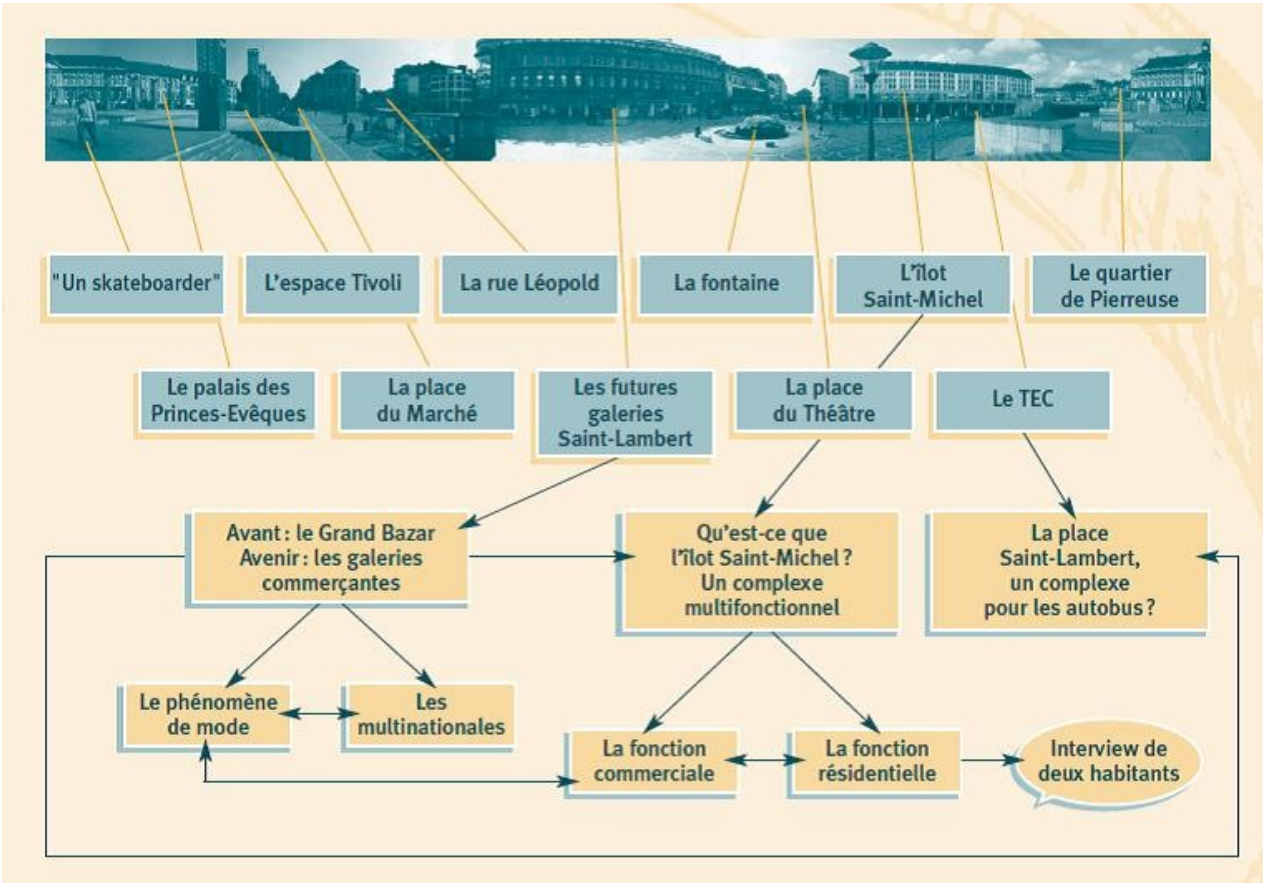 "Un skateboarder"
L'espace Tivoli
La rue Léopold
La fontaine
L'îlot
Saint-Michel
Le quartier
de Pierreuse
Le palais des
Princes-Evêques
La place
du Marché
Les futures
galeries
Saint-Lambert
La place
du Théâtre
Le TEC
Avant : le Grand Bazar
Avenir : les galeries
commerçantes
Qu'est-ce que
l'îlot Saint-Michel ?
Un complexe
multifonctionnel
La place
Saint-Lambert,
un complexe
pour les autobus ?
Le phénomène
de mode
Les
multinationales
La fonction
commerciale
La fonction
résidentielle
Interview de
deux habitants